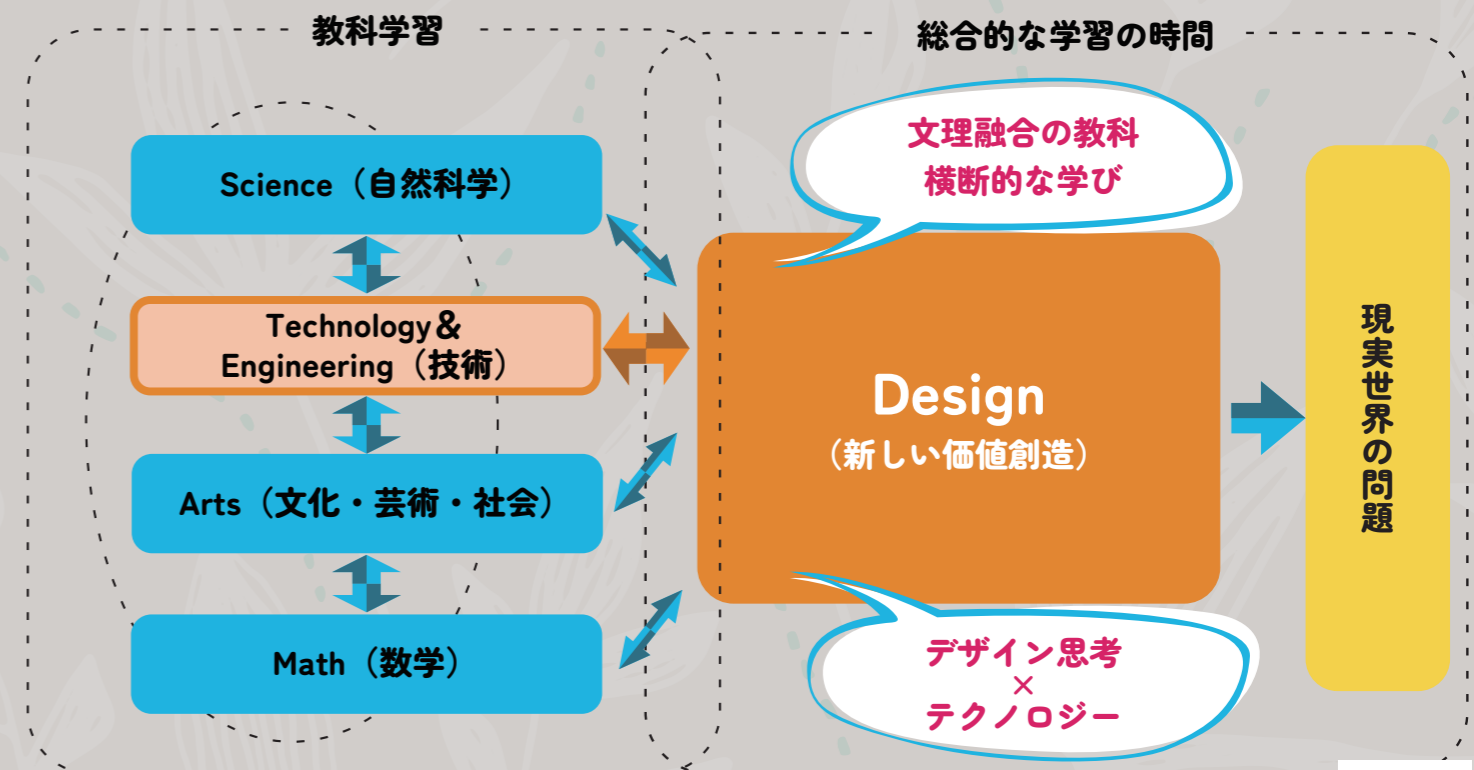 教科学習
総合的な学習の時間
Science（自然科学）
Technology＆
Engineering（技術）
Arts（文化・芸術・社会）
Math（数学）
文理融合の教科
横断的な学び
Design
（新しい価値創造）
デザイン思考
×
テクノロジー
現実世界の問題